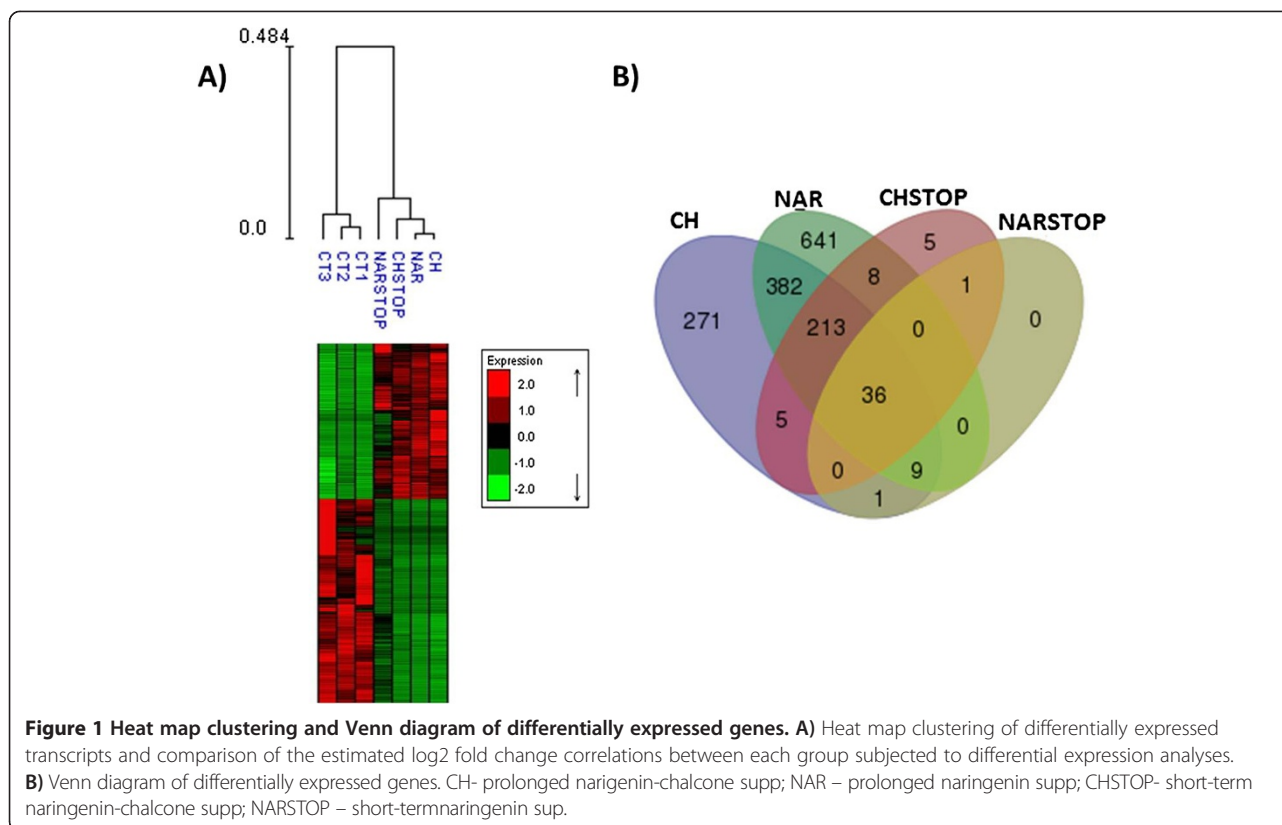 0.484
A)
0.0
CT3
CT2
CT1
NARSTOP
CHSTOP
NAR
CH
Expression
2.0
1.0
0.0
-1.0
-2.0
B)
CH
NAR
CHSTOP
NARSTOP
641
5
382
8
1
271
213
0
0
36
5
0
0
9
1
Figure 1 Heat map clustering and Venn diagram of differentially expressed genes. A) Heat map clustering of differentially expressed
transcripts and comparison of the estimated log2 fold change correlations between each group subjected to differential expression analyses.
B) Venn diagram of differentially expressed genes. CH- prolonged narigenin-chalcone supp; NAR – prolonged naringenin supp; CHSTOP- short-term
naringenin-chalcone supp; NARSTOP – short-termnaringenin sup.